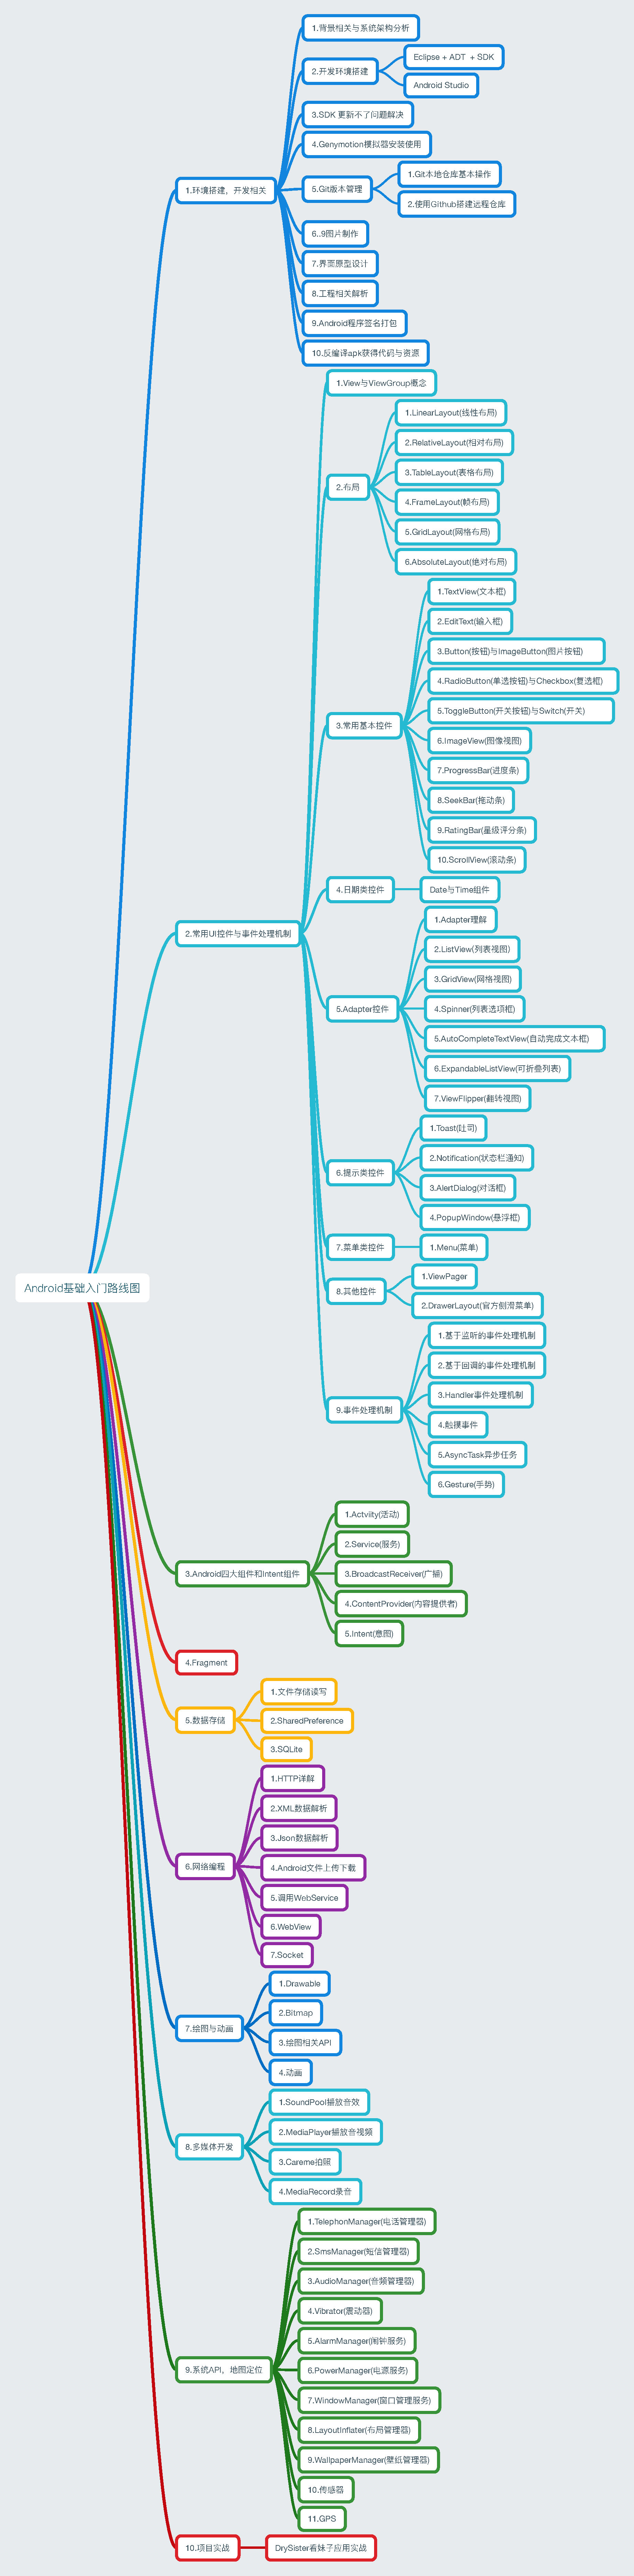 1.背景相关与系统架构分析
2.开发环境搭建
Eclipse + ADT + SDK
Android Studio
3.SDK 更新不了问题解决
4.Genymotion模拟器安装使用
1.环境搭建，开发相关
5.Git版本管理
1.Git本地仓库基本操作
2.使用GIthub搭建远程仓库
6..9图片制作
7.界面原型设计
8.工程相关解析
9.Android程序签名打包
10.反编译apk获得代码与资源
1.View与ViewGroup概念
2.布局
1.LinearLayout(线性布局)
2.RelativeLayout(相对布局)
3.TableLayout(表格布局)
4.FrameLayout(帧布局)
5.GridLayout(网格布局)
6.AbsoluteLayout(绝对布局)
3.常用基本控件
1.TextView(文本框)
2.EditText(输入框)
3.Button(按钮)与ImageButton(图片按钮)
4.RadioButton(单选按钮)与Checkbox(复选框)
5.ToggleButton(开关按钮)与Switch(开关)
6.ImageView(图像视图)
7.ProgressBar(进度条)
8.SeekBar(拖动条)
9.RatingBar(星级评分条)
10.ScrollView(滚动条)
4.日期类控件
Date与Time组件
2.常用UI控件与事件处理机制
5.Adapter控件
1.Adapter理解
2.ListView(列表视图)
3.GridView(网格视图)
4.Spinner(列表选项框)
5.AutoCompleteTextView(自动完成文本框)
6.ExpandableListView(可折叠列表)
7.ViewFlipper(翻转视图)
6.提示类控件
1.Toast(吐司)
2.Notification(状态栏通知)
3.AlertDialog(对话框)
4.PopupWindow(悬浮框)
7.菜单类控件
1.Menu(菜单)
8.其他控件
1.ViewPager
2.DrawerLayout(官方侧滑菜单)
Android基础入门路线图
9.事件处理机制
1.基于监听的事件处理机制
2.基于回调的事件处理机制
3.Handler事件处理机制
4.触摸事件
5.AsyncTask异步任务
6.Gesture(手势)
3.Android四大组件和Intent组件
1.Actviity(活动)
2.Service(服务)
3.BroadcastReceiver(广播)
4.ContentProvider(内容提供者)
5.Intent(意图)
4.Fragment
5.数据存储
1.文件存储读写
2.SharedPreference
3.SQLite
6.网络编程
1.HTTP详解
2.XML数据解析
3.Json数据解析
4.Android文件上传下载
5.调用WebService
6.WebView
7.Socket
7.绘图与动画
1.Drawable
2.Bitmap
3.绘图相关API
4.动画
8.多媒体开发
1.SoundPool播放音效
2.MediaPlayer播放音视频
3.Careme拍照
4.MediaRecord录音
9.系统API，地图定位
1.TelephonManager(电话管理器)
2.SmsManager(短信管理器)
3.AudioManager(音频管理器)
4.Vibrator(震动器)
5.AlarmManager(闹钟服务)
6.PowerManager(电源服务)
7.WindowManager(窗口管理服务)
8.LayoutInflater(布局管理器)
9.WallpaperManager(壁纸管理器)
10.传感器
11.GPS
10.项目实战
DrySister看妹子应用实战